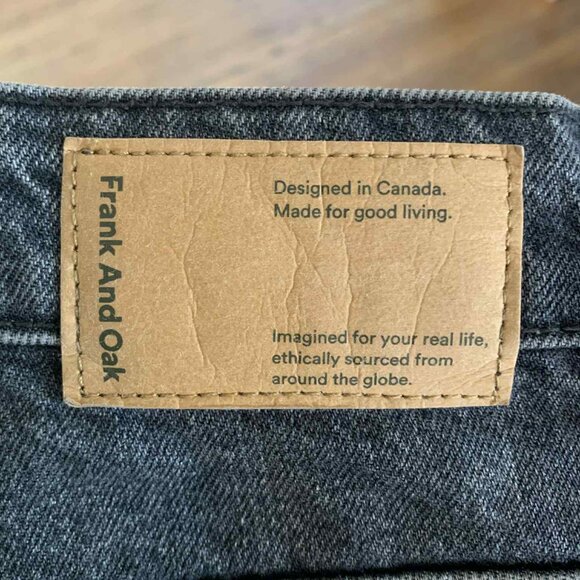 Frank And Oak
Designed in Canada.
Made for good living.
Imagined for your real life,
ethically sourced from
around the globe.